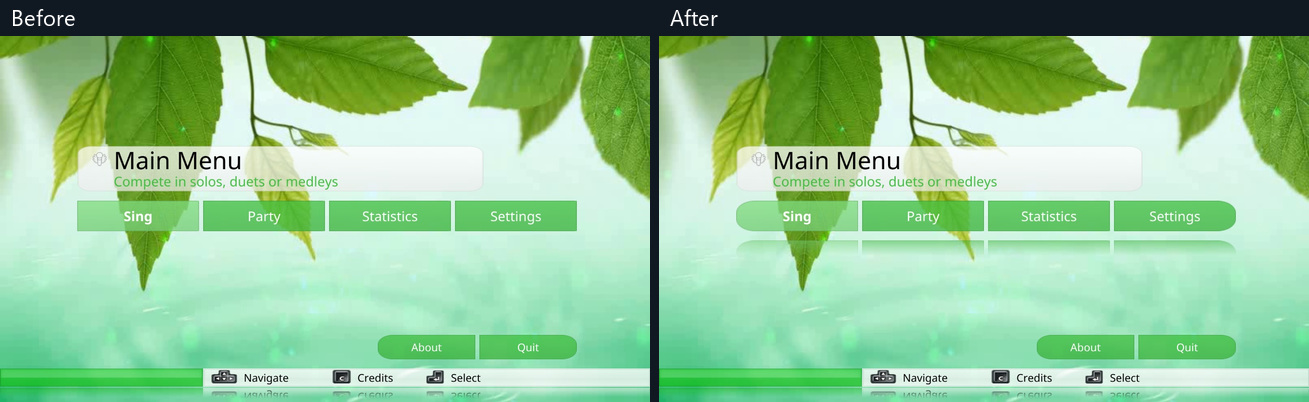 Before
Main Menu
Compete in solos, duets or medleys
Sing Party Statistics Settings
About Quit
Navigate Credits Select
After
Main Menu
Compete in solos, duets or medleys
Sing Party Statistics Settings
About Quit
Navigate Credits Select